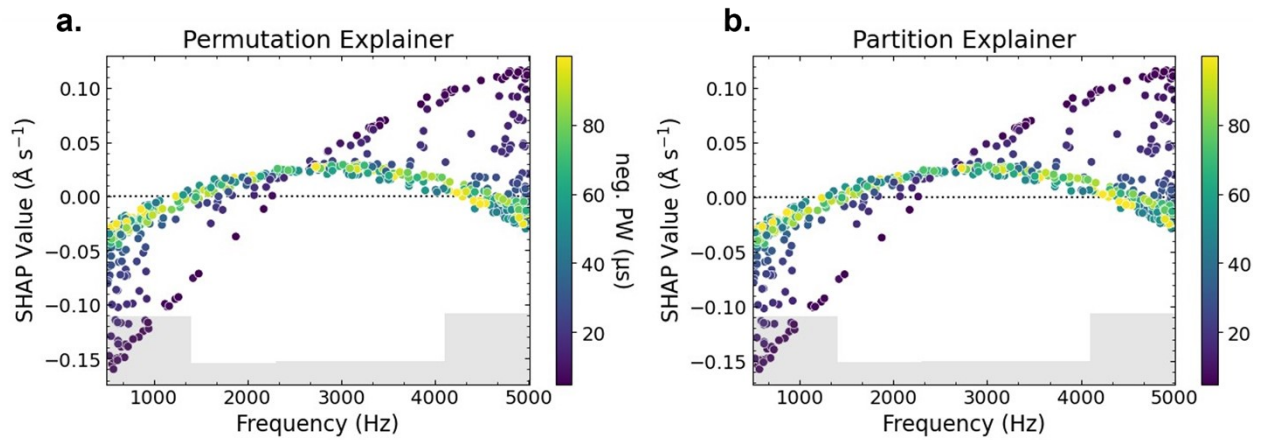 a.
Permutation Explainer
SHAP Value (Å s⁻¹)
0.10
0.05
0.00
−0.05
−0.10
−0.15
1000 2000 3000 4000 5000
Frequency (Hz)
80
60
40
20
neg. PW (µs)
b.
Partition Explainer
SHAP Value (Å s⁻¹)
0.10
0.05
0.00
−0.05
−0.10
−0.15
1000 2000 3000 4000 5000
Frequency (Hz)
80
60
40
20